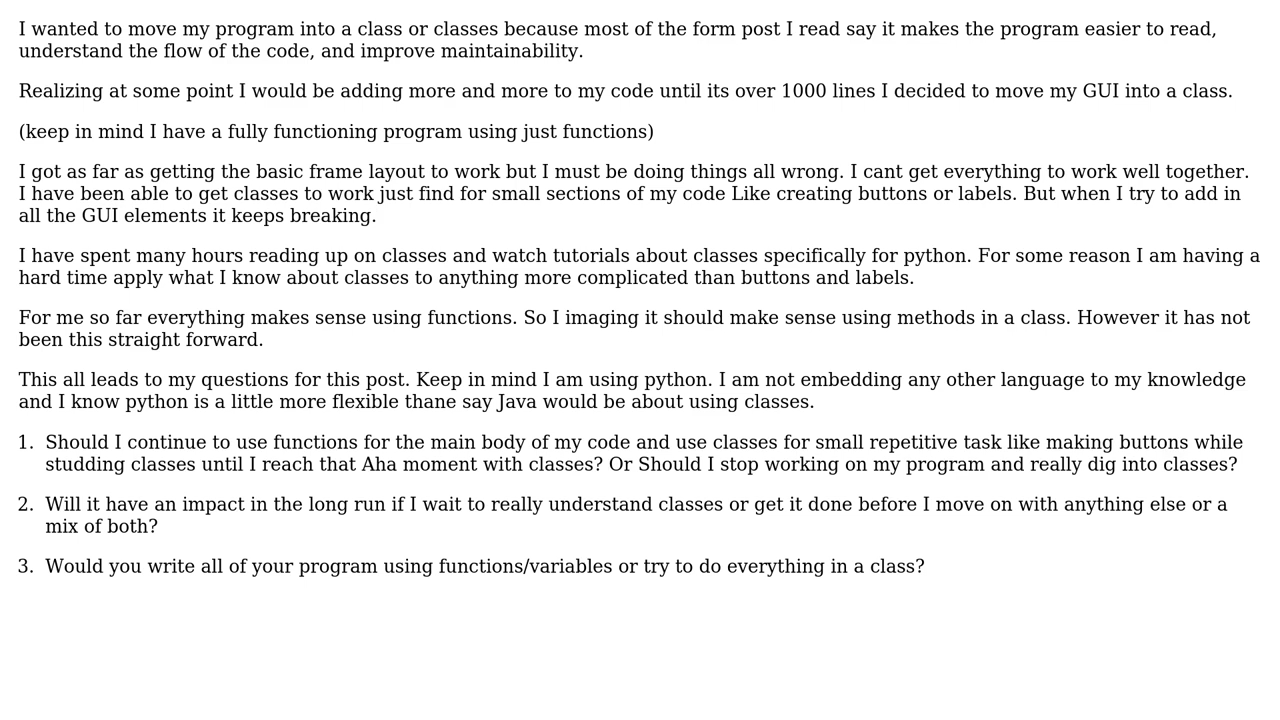 I wanted to move my program into a class or classes because most of the form post I read say it makes the program easier to read,
understand the flow of the code, and improve maintainability.
Realizing at some point I would be adding more and more to my code until its over 1000 lines I decided to move my GUI into a class.
(keep in mind I have a fully functioning program using just functions)
I got as far as getting the basic frame layout to work but I must be doing things all wrong. I cant get everything to work well together.
I have been able to get classes to work just find for small sections of my code Like creating buttons or labels. But when I try to add in
all the GUI elements it keeps breaking.
I have spent many hours reading up on classes and watch tutorials about classes specifically for python. For some reason I am having a
hard time apply what I know about classes to anything more complicated than buttons and labels.
For me so far everything makes sense using functions. So I imaging it should make sense using methods in a class. However it has not
been this straight forward.
This all leads to my questions for this post. Keep in mind I am using python. I am not embedding any other language to my knowledge
and I know python is a little more flexible thane say Java would be about using classes.
1. Should I continue to use functions for the main body of my code and use classes for small repetitive task like making buttons while
studding classes until I reach that Aha moment with classes? Or Should I stop working on my program and really dig into classes?
2. Will it have an impact in the long run if I wait to really understand classes or get it done before I move on with anything else or a
mix of both?
3. Would you write all of your program using functions/variables or try to do everything in a class?